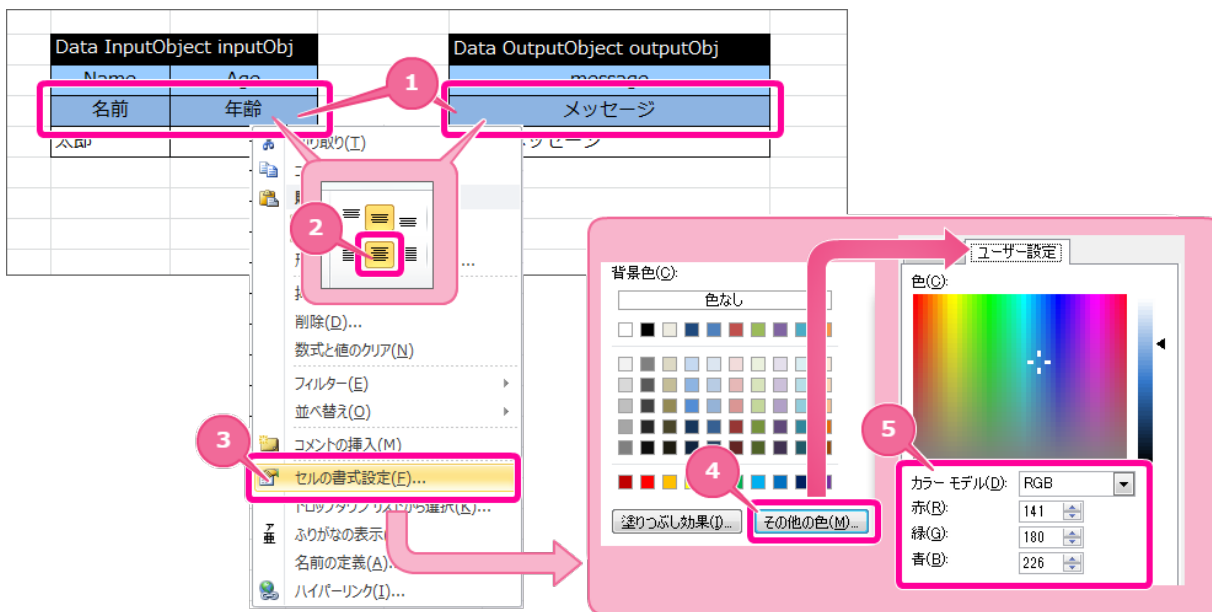 Data InputObject inputObj
Data OutputObject outputObj
Name Age
message
1
名前 年齢
メッセージ
太郎
切り取り(T)
ッセージ
2
削除(D)...
数式と値のクリア(N)
フィルター(E)
並べ替え(O)
コメントの挿入(M)
3
セルの書式設定(F)...
ドロップダウン リストから選択(K)...
ふりがなの表示(
名前の定義(A)...
ハイパーリンク(I)...
背景色(C):
色なし
4
塗りつぶし効果(I)...
その他の色(M)...
ユーザー設定
色(C):
5
カラー モデル(D): RGB
赤(R): 141
緑(G): 180
青(B): 226